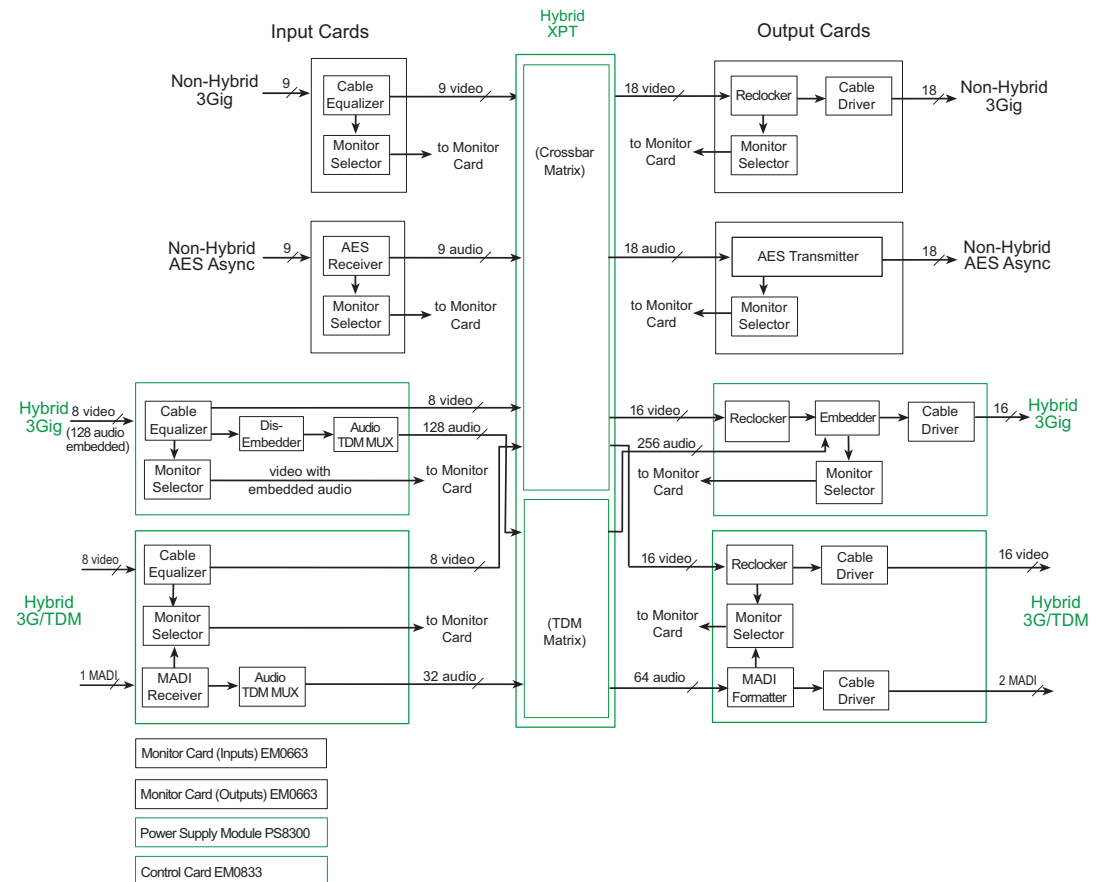 Hybrid
XPT
Input Cards
Output Cards
Non-Hybrid
3Gig
9
Cable
Equalizer
9 video
Monitor
Selector
to Monitor
Card
(Crossbar
Matrix)
18 video
Reclocker
Cable
Driver
18
Non-Hybrid
3Gig
to Monitor
Card
Monitor
Selector
Non-Hybrid
AES Async
9
AES
Receiver
9 audio
Monitor
Selector
to Monitor
Card
18 audio
AES Transmitter
18
Non-Hybrid
AES Async
to Monitor
Card
Monitor
Selector
Hybrid
3Gig
8 video
(128 audio
embedded)
Cable
Equalizer
8 video
Dis-
Embedder
Audio
TDM MUX
128 audio
Monitor
Selector
video with
embedded audio
to Monitor
Card
16 video
Reclocker
Embedder
Cable
Driver
16
Hybrid
3Gig
256 audio
to Monitor
Card
Monitor
Selector
8 video
Cable
Equalizer
8 video
Hybrid
3G/TDM
Monitor
Selector
to Monitor
Card
1 MADI
MADI
Receiver
Audio
TDM MUX
32 audio
(TDM
Matrix)
16 video
Reclocker
Cable
Driver
16 video
to Monitor
Card
Monitor
Selector
Hybrid
3G/TDM
64 audio
MADI
Formatter
Cable
Driver
2 MADI
Monitor Card (Inputs) EM0663
Monitor Card (Outputs) EM0663
Power Supply Module PS8300
Control Card EM0833